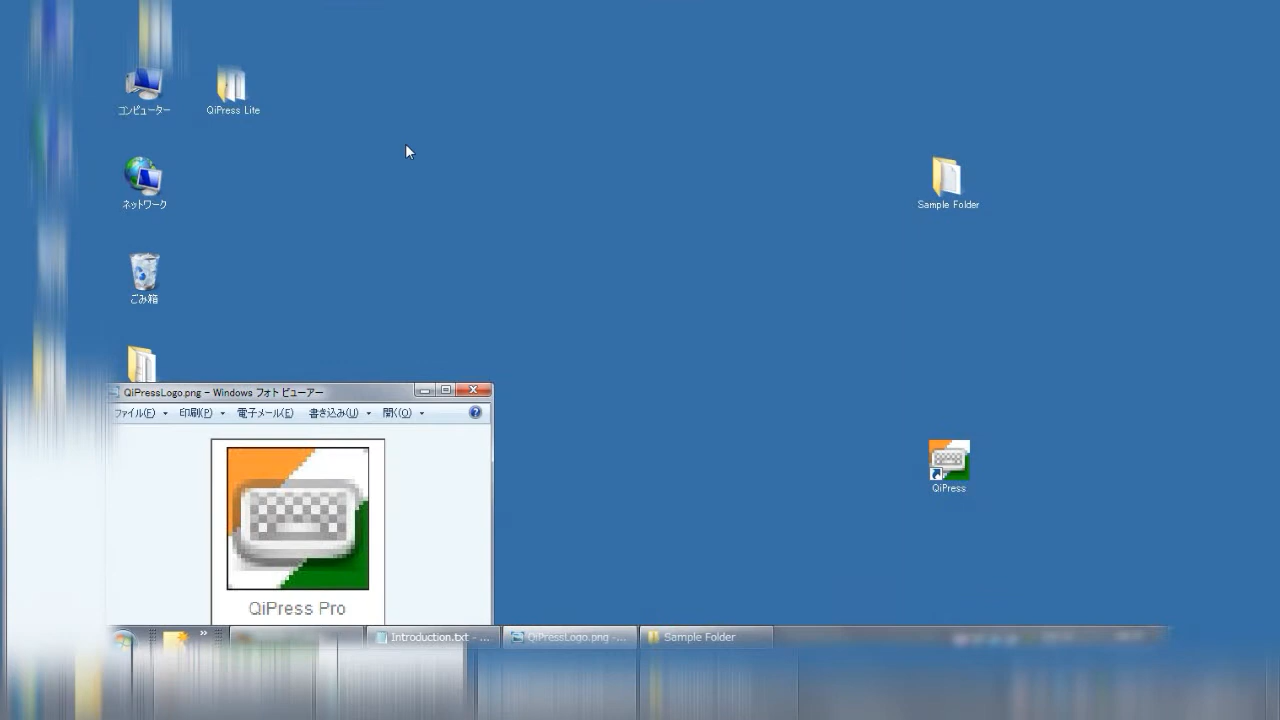 コンピューター
QiPress Lite
ネットワーク
Sample Folder
ごみ箱
QiPressLogo.png - Windows フォト ビューアー
ファイル(F) 印刷(P) 電子メール(E) 書き込み(U) 開く(O)
QiPress
QiPress Pro
Introduction.txt - ... QiPressLogo.png -... Sample Folder